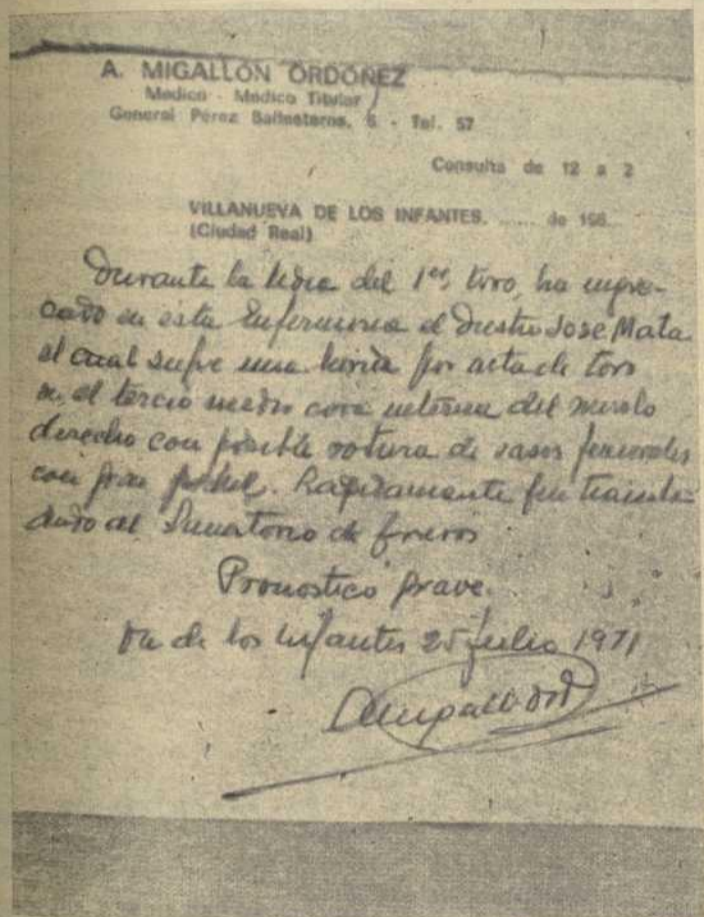 A. MIGALLÓN ORDÓÑEZ
Medico - Medico Titular
General Pérez Ballesteros, 6 - Tel. 57
Consulta de 12 a 2
VILLANUEVA DE LOS INFANTES. ...... de 196...
(Ciudad Real)
Durante la lidia del 1er toro, ha ingre-
sado en esta Enfermeria el diestro Jose Mata
el cual sufre una herida por asta de toro
en el tercio medio cara interna del muslo
derecho con posible rotura de vasos femorales
con gran Rapidamente fue trasla-
dado al Sanatorio de Toreros
Pronostico grave.
Va de los Infantes 25 Julio 1971